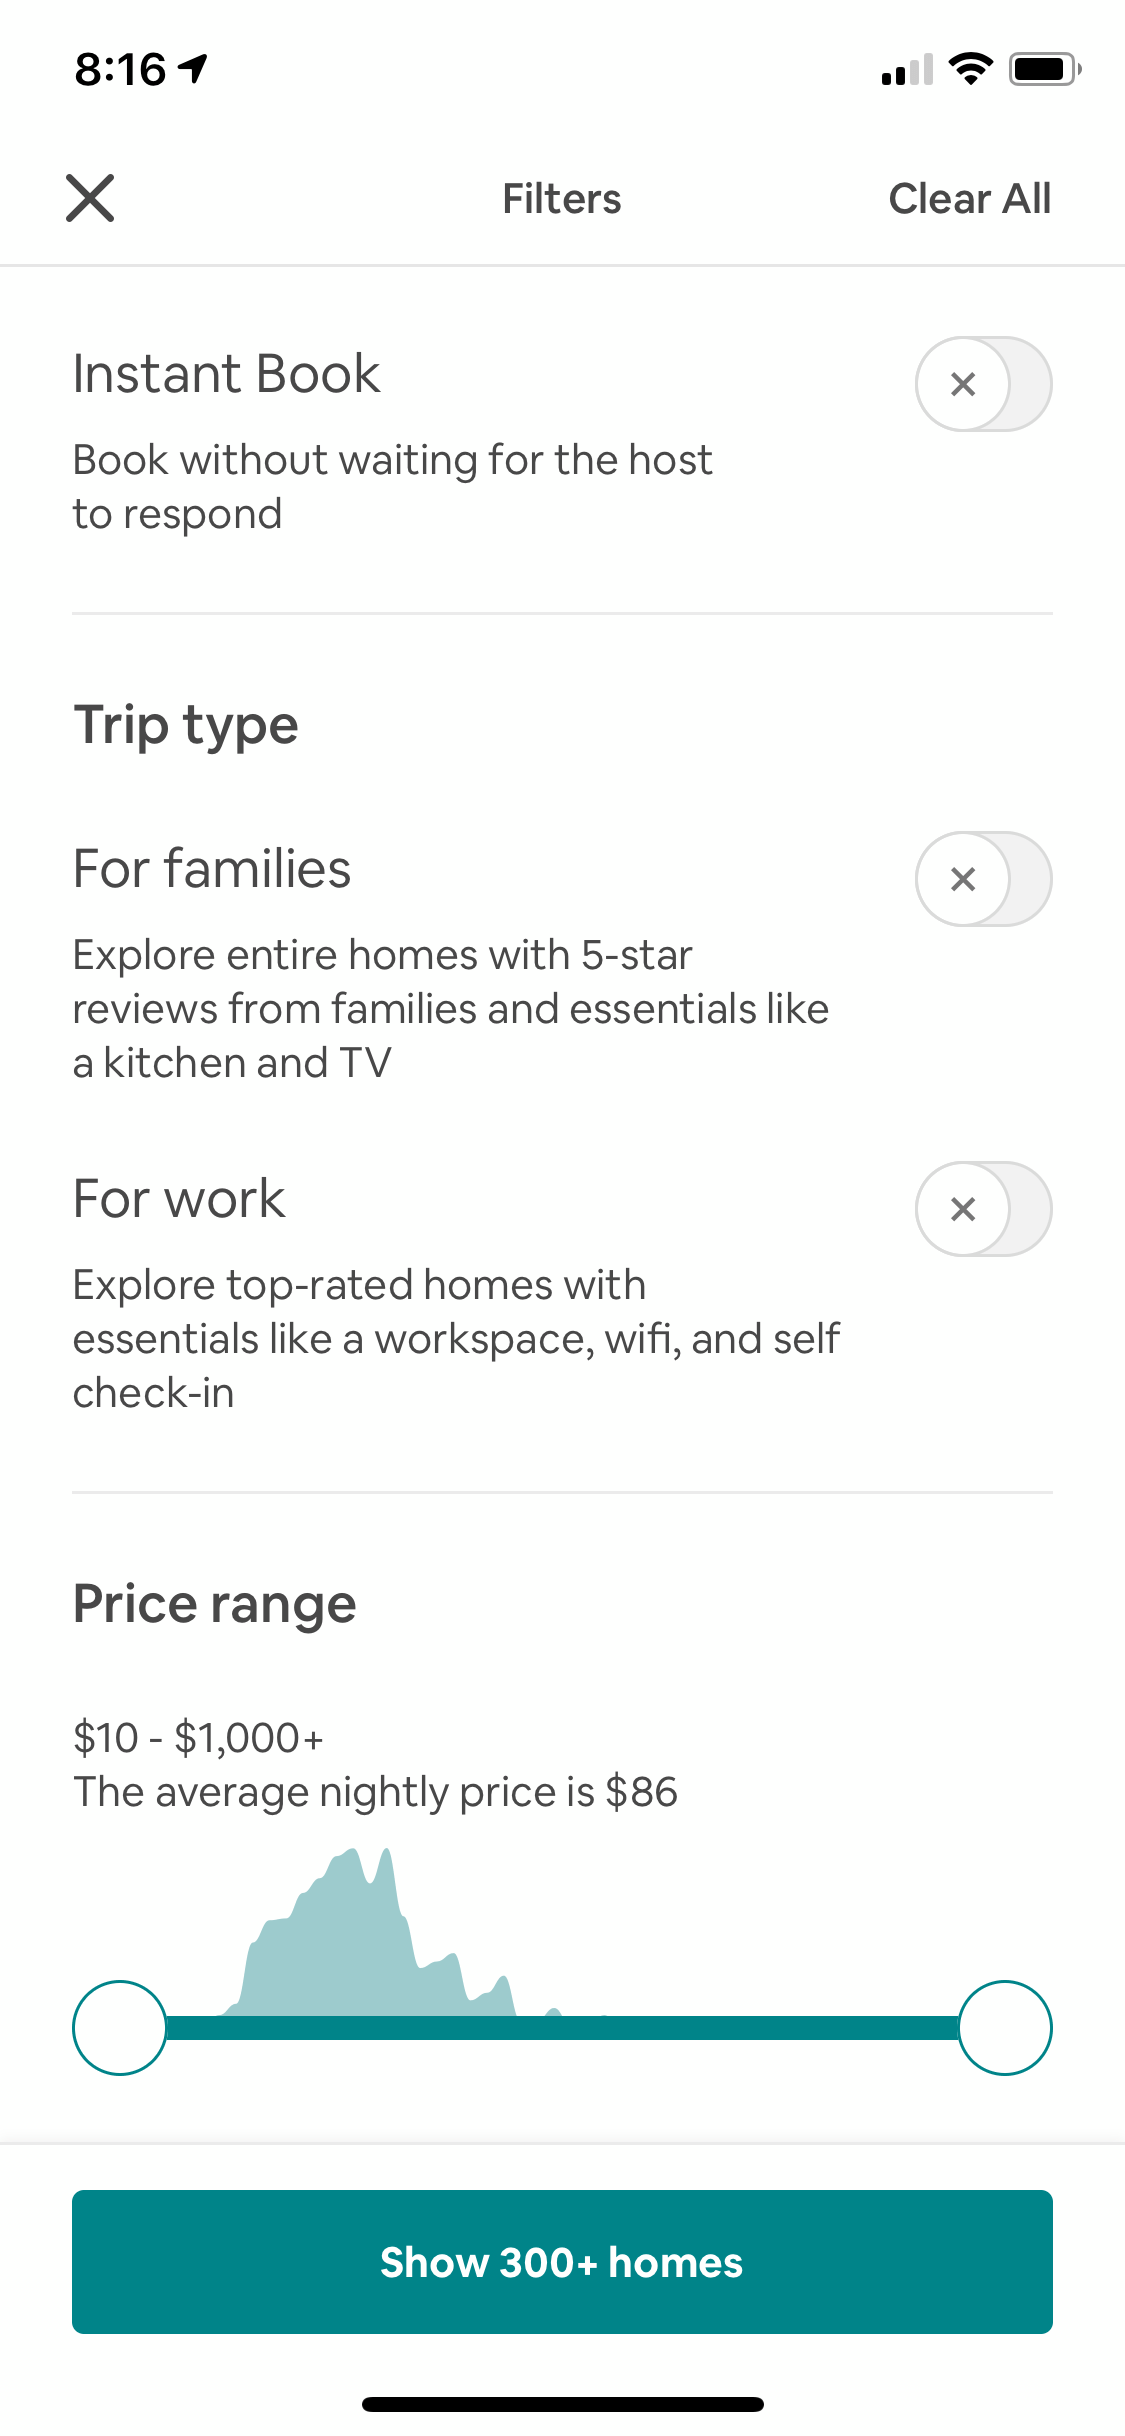 8:16
Filters
Clear All
Instant Book
Book without waiting for the host
to respond
Trip type
For families
Explore entire homes with 5-star
reviews from families and essentials like
a kitchen and TV
For work
Explore top-rated homes with
essentials like a workspace, wifi, and self
check-in
Price range
$10 - $1,000+
The average nightly price is $86
Show 300+ homes